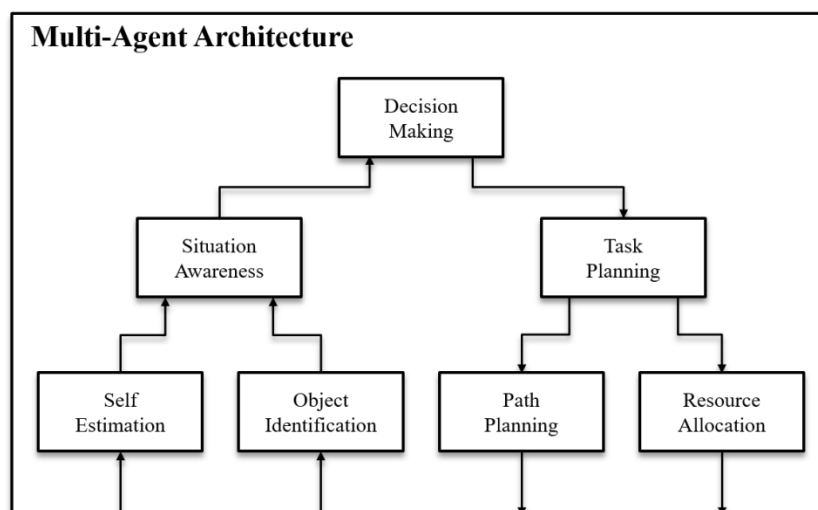 Multi-Agent Architecture
Decision
Making
Situation
Awareness
Task
Planning
Self
Estimation
Object
Identification
Path
Planning
Resource
Allocation